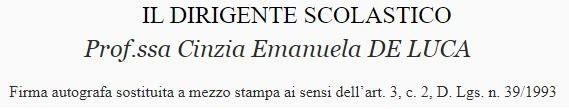 IL DIRIGENTE SCOLASTICO
Prof.ssa Cinzia Emanuela DE LUCA
Firma autografa sostituita a mezzo stampa ai sensi dell’art. 3, c. 2, D. Lgs. n. 39/1993